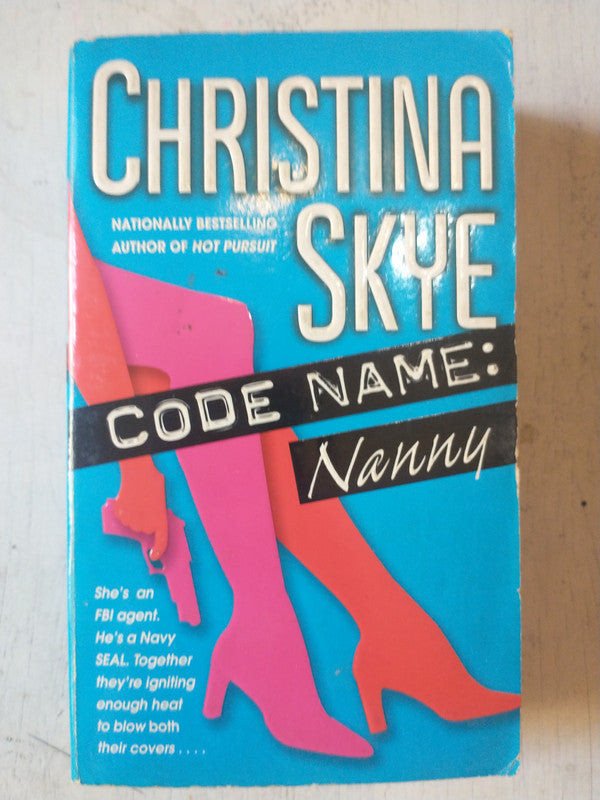 CHRISTINA
SKYE
NATIONALLY BESTSELLING
AUTHOR OF HOT PURSUIT
CODE NAME:
Nanny
She's an
FBI agent.
He's a Navy
SEAL. Together
they're igniting
enough heat
to blow both
their covers . . . .